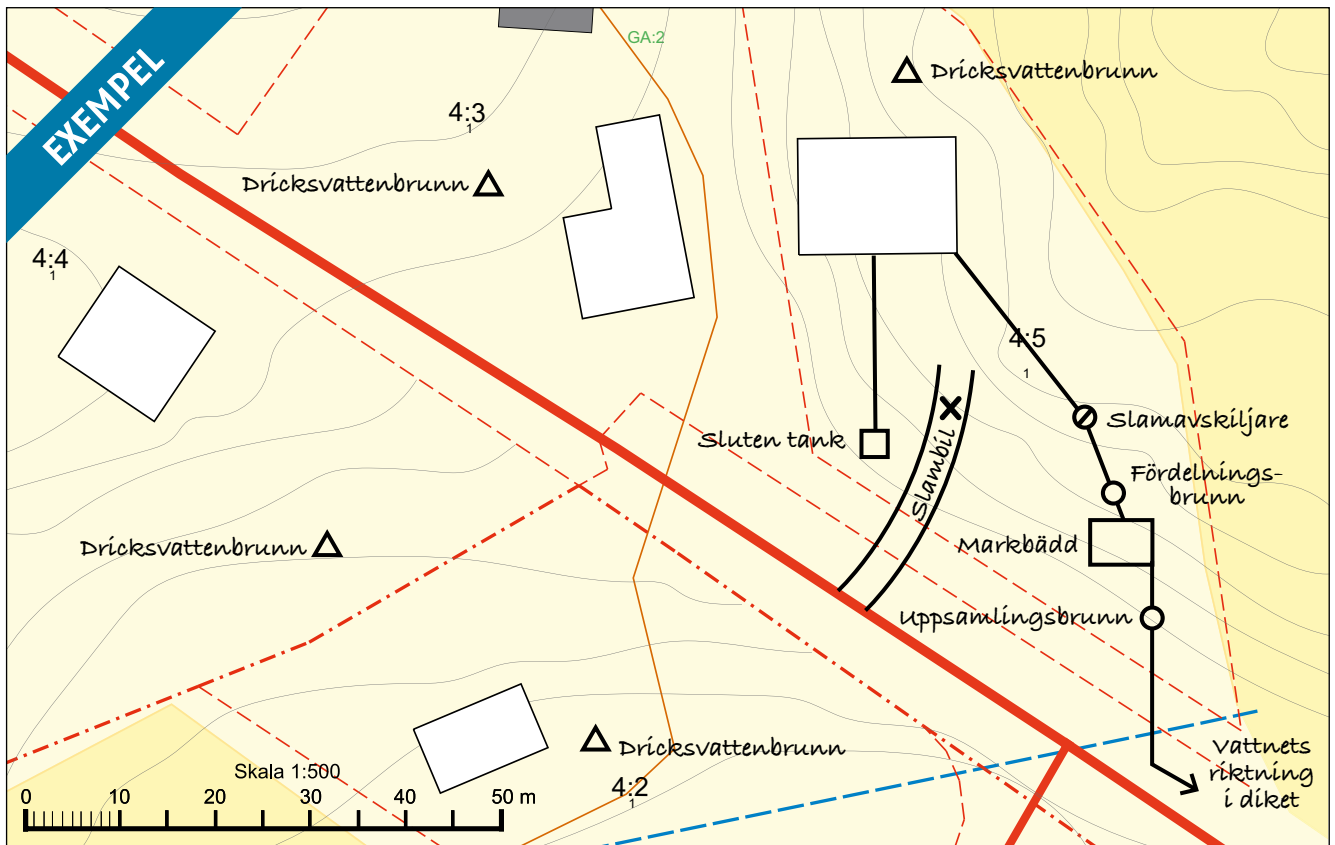 EXEMPEL
GA:2
Dricksvattenbrunn
4:3
1
Dricksvattenbrunn
4:4
1
4:5
1
Slamavskiljare
Sluten tank
Slambil
Fördelnings-
brunn
Markbädd
Dricksvattenbrunn
Uppsamlingsbrunn
Dricksvattenbrunn
Vattnets
riktning
i diket
4:2
1
Skala 1:500
0 10 20 30 40 50 m